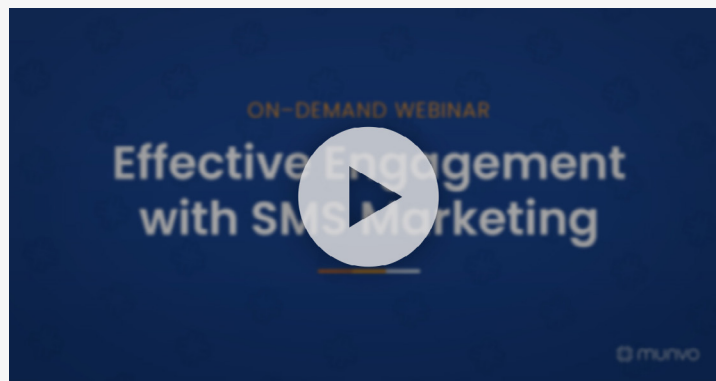 ON-DEMAND WEBINAR
Effective Engagement
with SMS Marketing
munvo